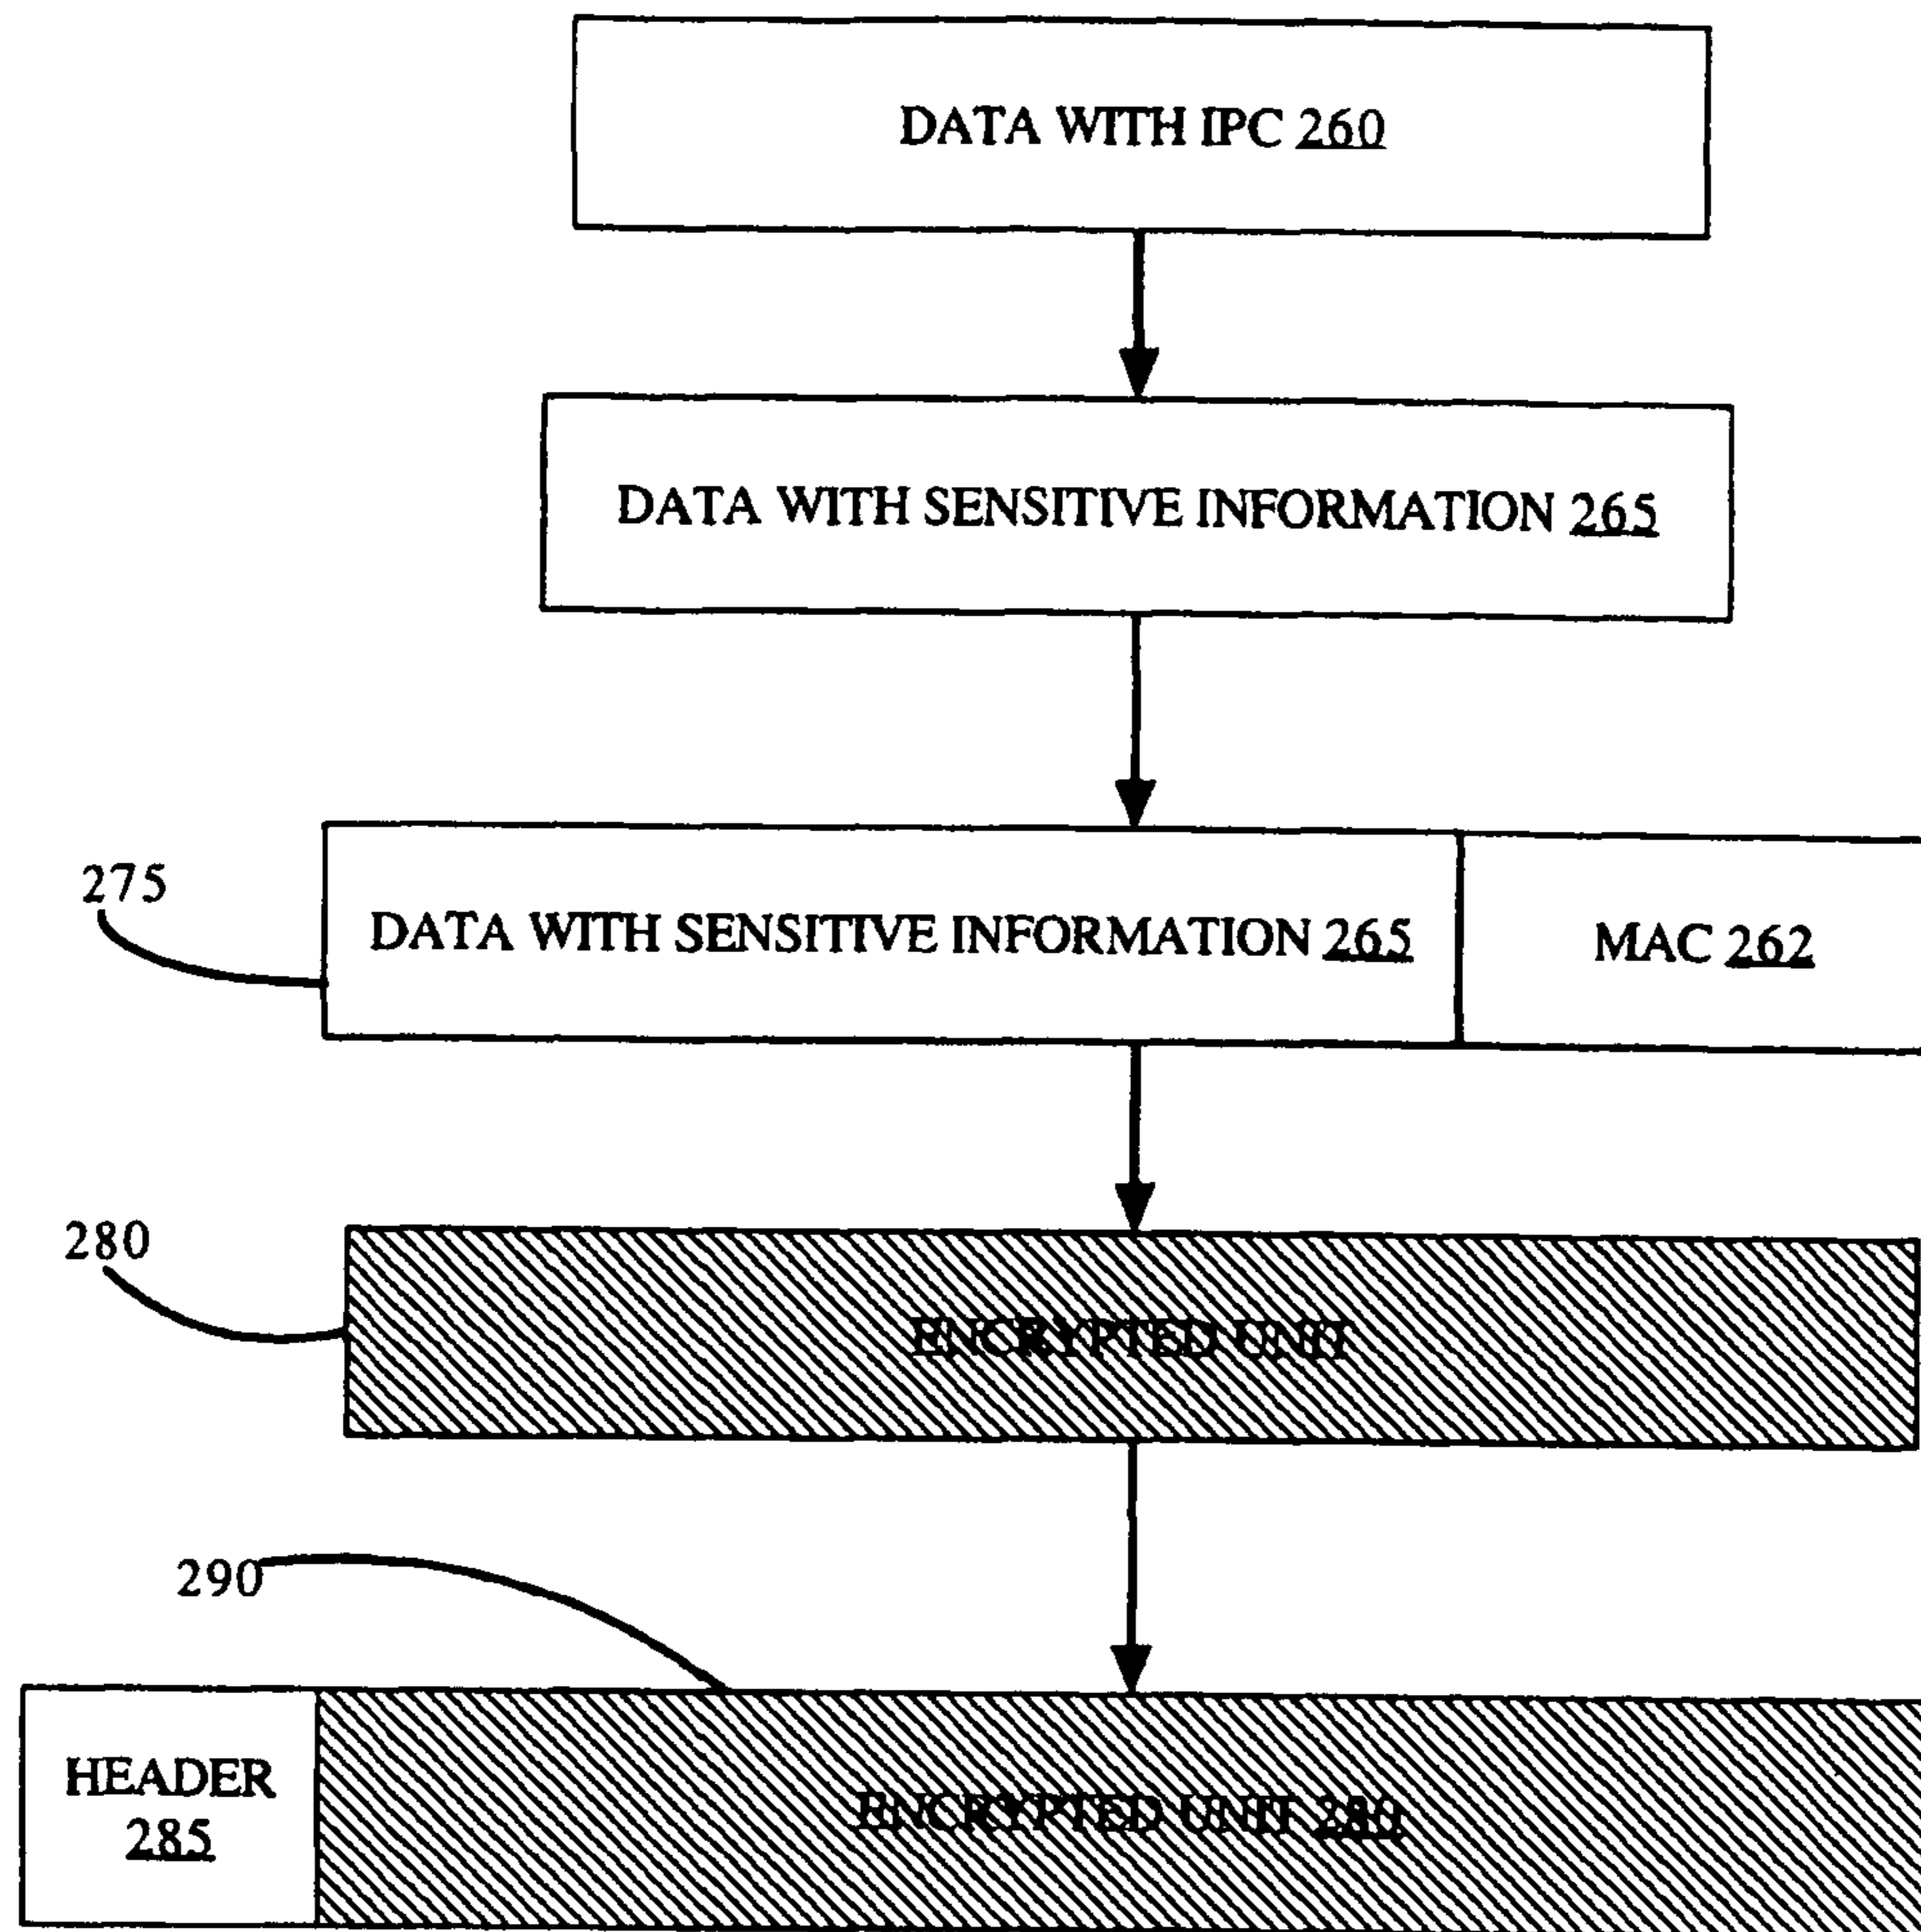 DATA WITH IPC 260
DATA WITH SENSITIVE INFORMATION 265
275
DATA WITH SENSITIVE INFORMATION 265
MAC 262
280
ENCRYPTED UNIT
290
HEADER
285
ENCRYPTED UNIT 280